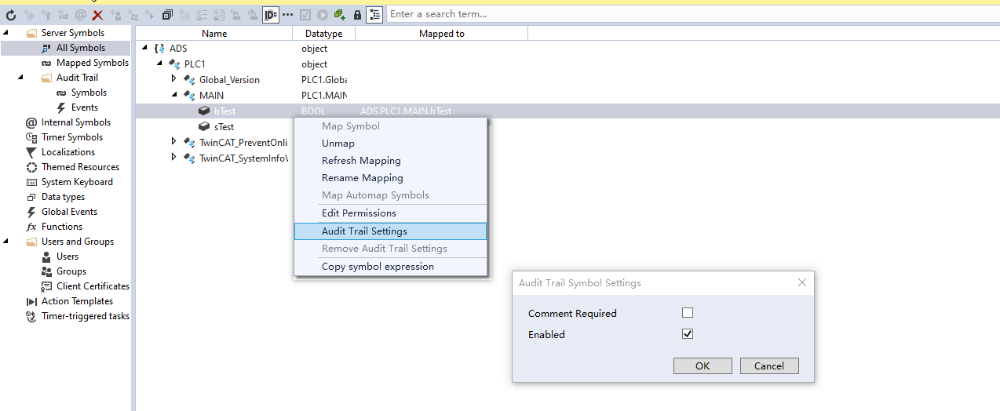 Enter a search term...
Server Symbols
All Symbols
Mapped Symbols
Audit Trail
Symbols
Events
Internal Symbols
Timer Symbols
Localizations
Themed Resources
System Keyboard
Data types
Global Events
Functions
Users and Groups
Users
Groups
Client Certificates
Action Templates
Timer-triggered tasks
Name Datatype Mapped to
ADS object
PLC1 object
Global_Version PLC1.Globa
MAIN PLC1.MAIN
bTest BOOL ADS.PLC1.MAIN.bTest
sTest
TwinCAT_PreventOnli
TwinCAT_SystemInfoV
Map Symbol
Unmap
Refresh Mapping
Rename Mapping
Map Automap Symbols
Edit Permissions
Audit Trail Settings
Remove Audit Trail Settings
Copy symbol expression
Audit Trail Symbol Settings
Comment Required
Enabled
OK Cancel